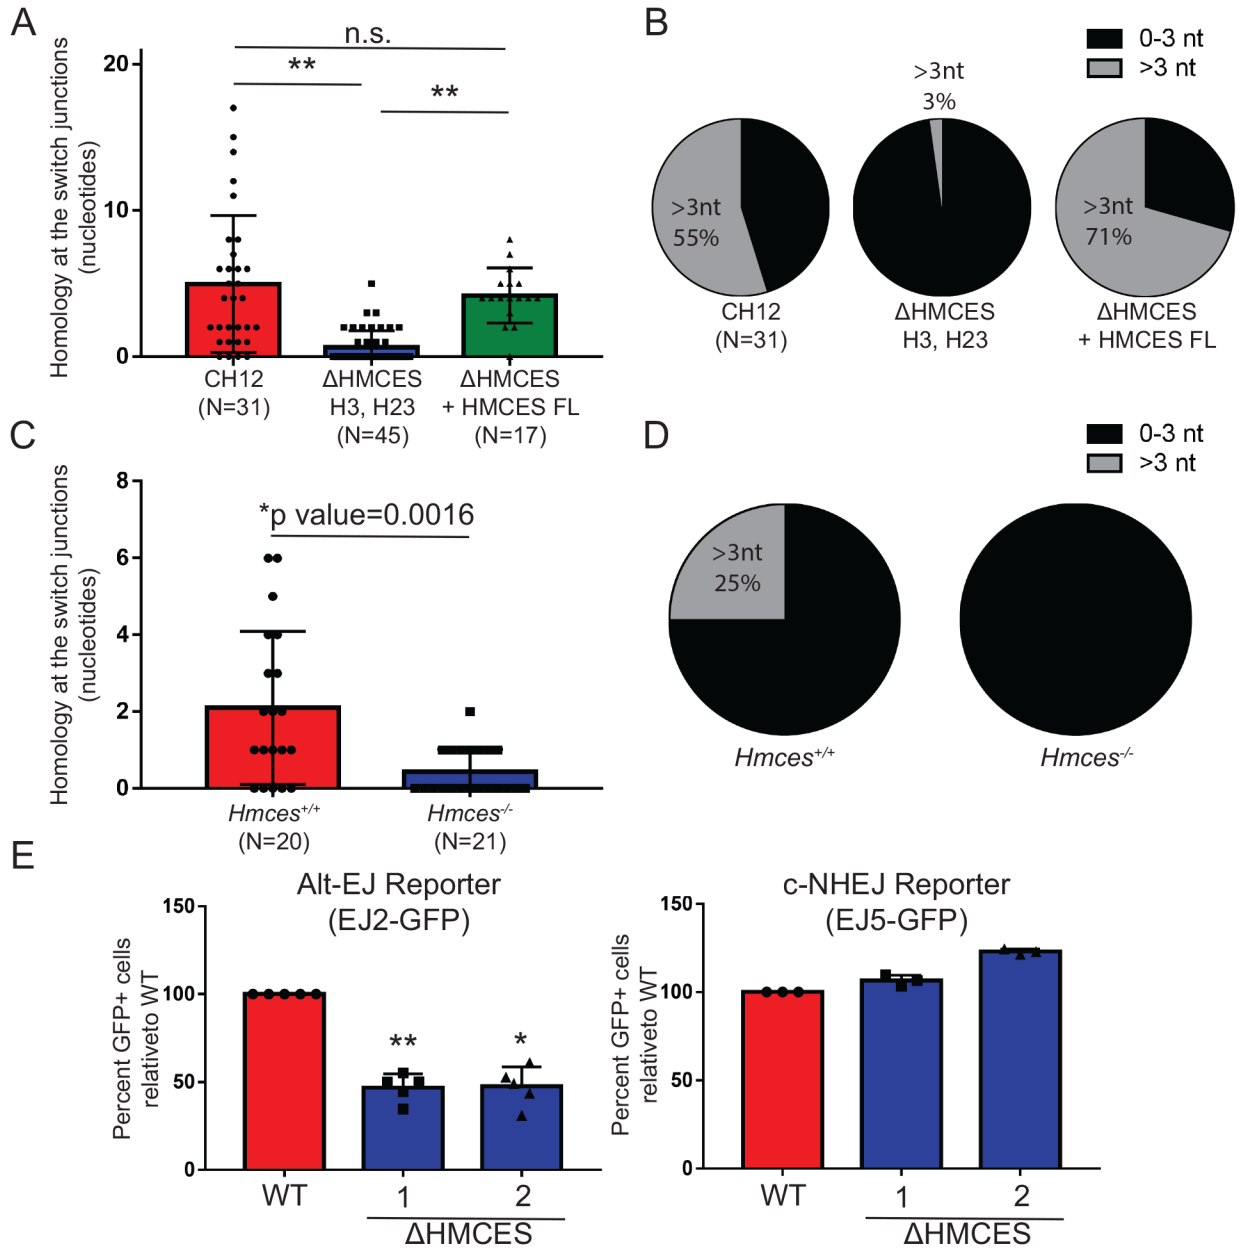 A
Homology at the switch junctions
(nucleotides)
20
10
0
n.s.
**
**
CH12
(N=31)
ΔHMCES
H3, H23
(N=45)
ΔHMCES
+ HMCES FL
(N=17)
B
0-3 nt
>3 nt
>3nt
55%
CH12
(N=31)
>3nt
3%
ΔHMCES
H3, H23
>3nt
71%
ΔHMCES
+ HMCES FL
C
Homology at the switch junctions
(nucleotides)
8
6
4
2
0
*p value=0.0016
Hmces+/+
(N=20)
Hmces-/-
(N=21)
D
0-3 nt
>3 nt
>3nt
25%
Hmces+/+
Hmces-/-
E
Alt-EJ Reporter
(EJ2-GFP)
Percent GFP+ cells
relativeto WT
150
100
50
0
**
*
WT
1
2
ΔHMCES
c-NHEJ Reporter
(EJ5-GFP)
Percent GFP+ cells
relativeto WT
150
100
50
0
WT
1
2
ΔHMCES